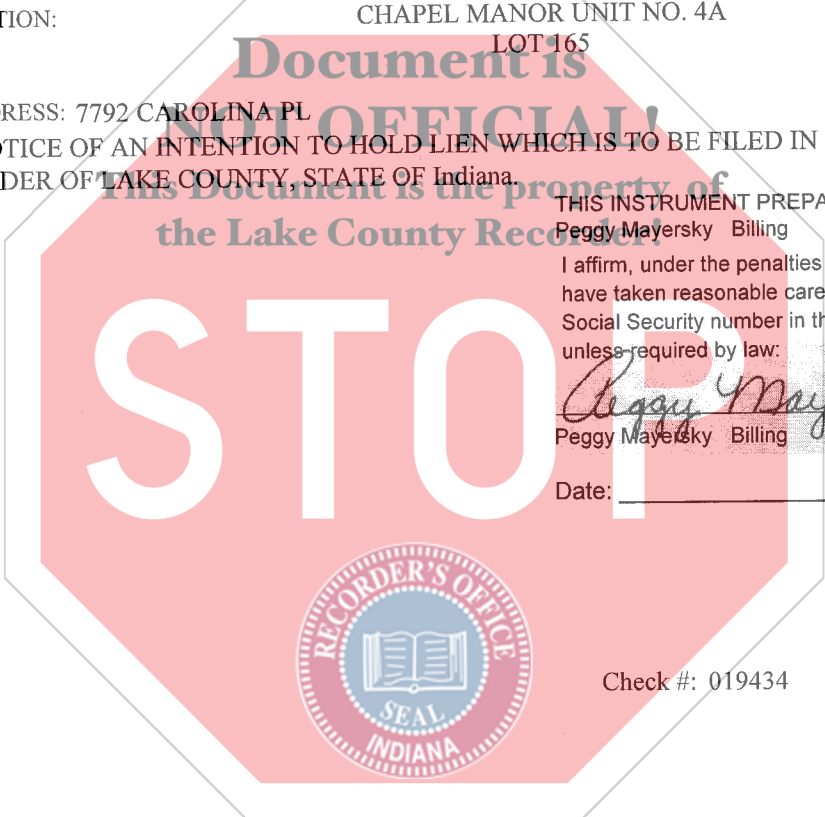 TION:
CHAPEL MANOR UNIT NO. 4A
LOT 165
Document is
RESS: 7792 CAROLINA PL
NOT OFFICIAL!
TICE OF AN INTENTION TO HOLD LIEN WHICH IS TO BE FILED IN
DER OF LAKE COUNTY, STATE OF Indiana.
This Document is the property of
the Lake County Recorder!
THIS INSTRUMENT PREPA
Peggy Mayersky Billing
I affirm, under the penalties
have taken reasonable care
Social Security number in th
unless required by law:
Peggy May
Peggy Mayersky Billing
Date:
STOP
RECORDER'S OFFICE
SEAL
INDIANA
Check #: 019434